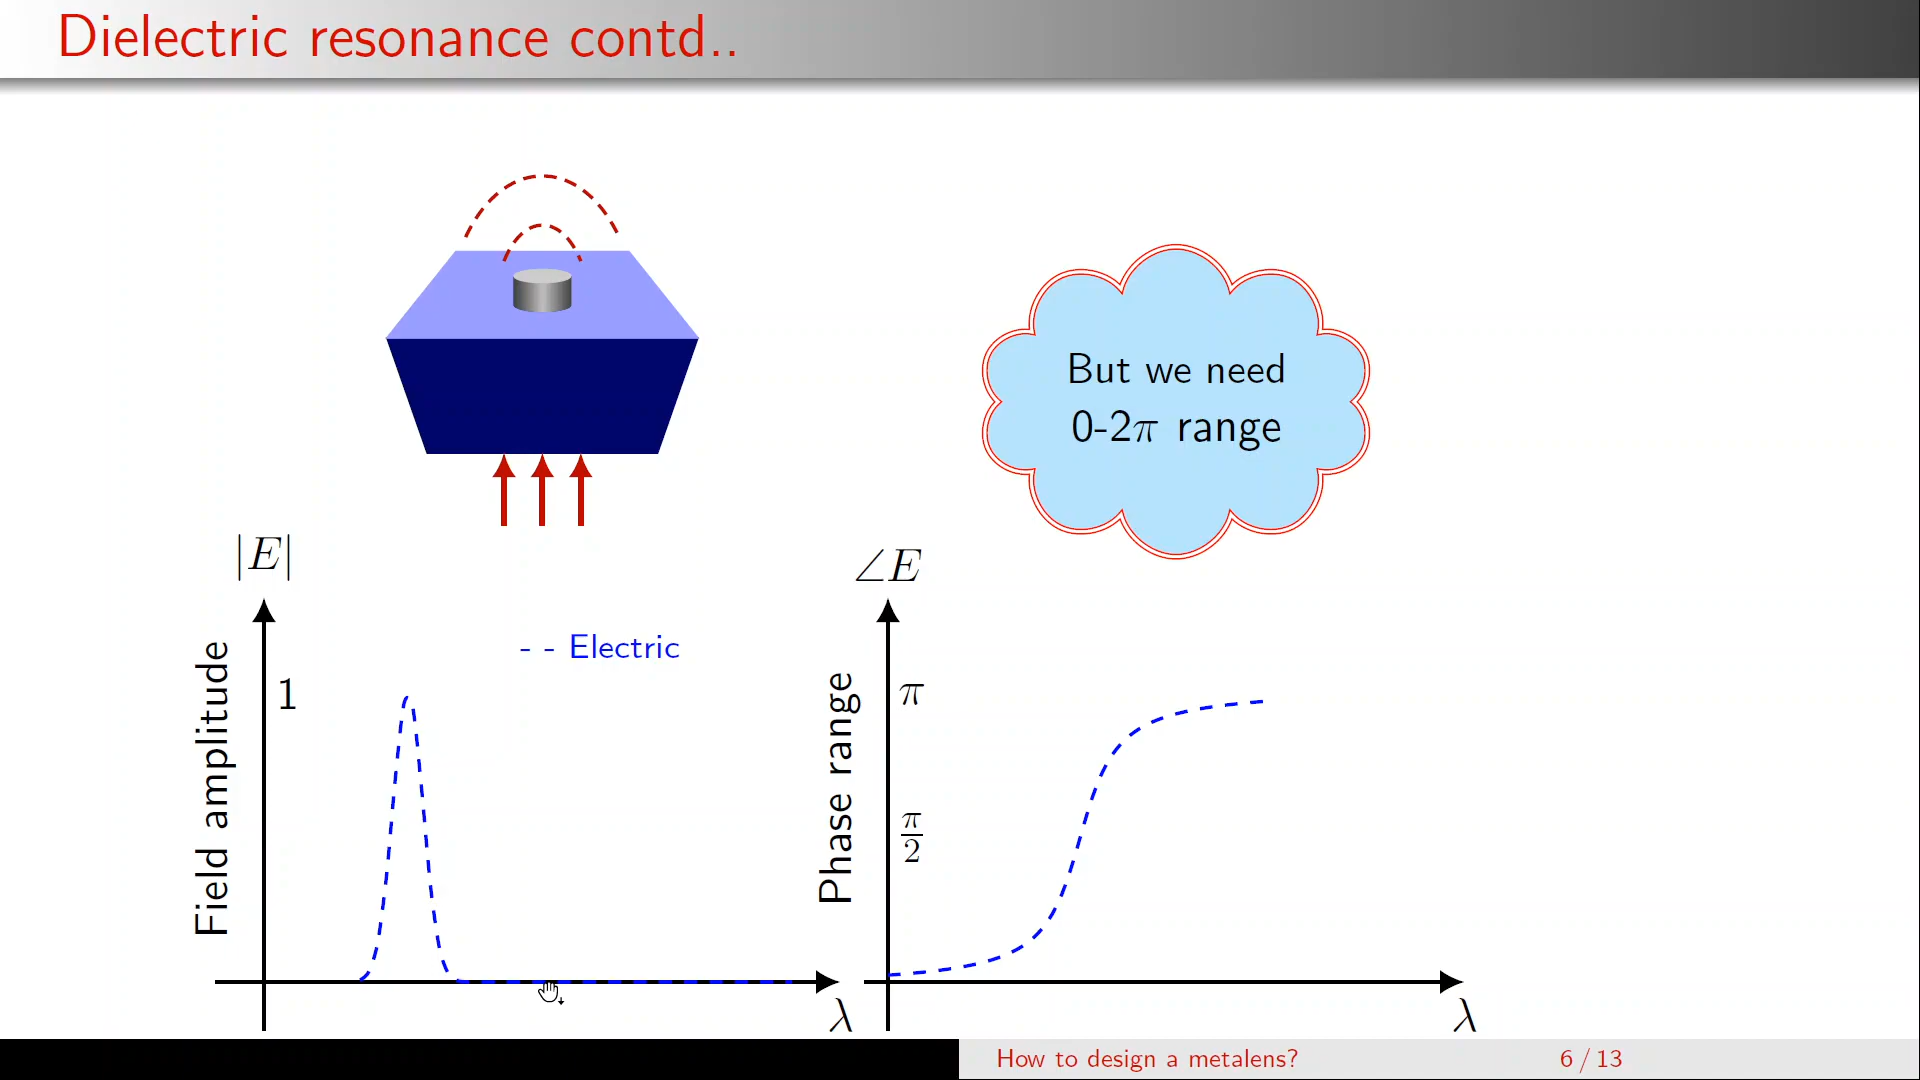 Dielectric resonance contd..
But we need
0-2π range
|E|
Field amplitude
1
- - Electric
λ
∠E
Phase range
π
π/2
λ
How to design a metalens?
6 / 13